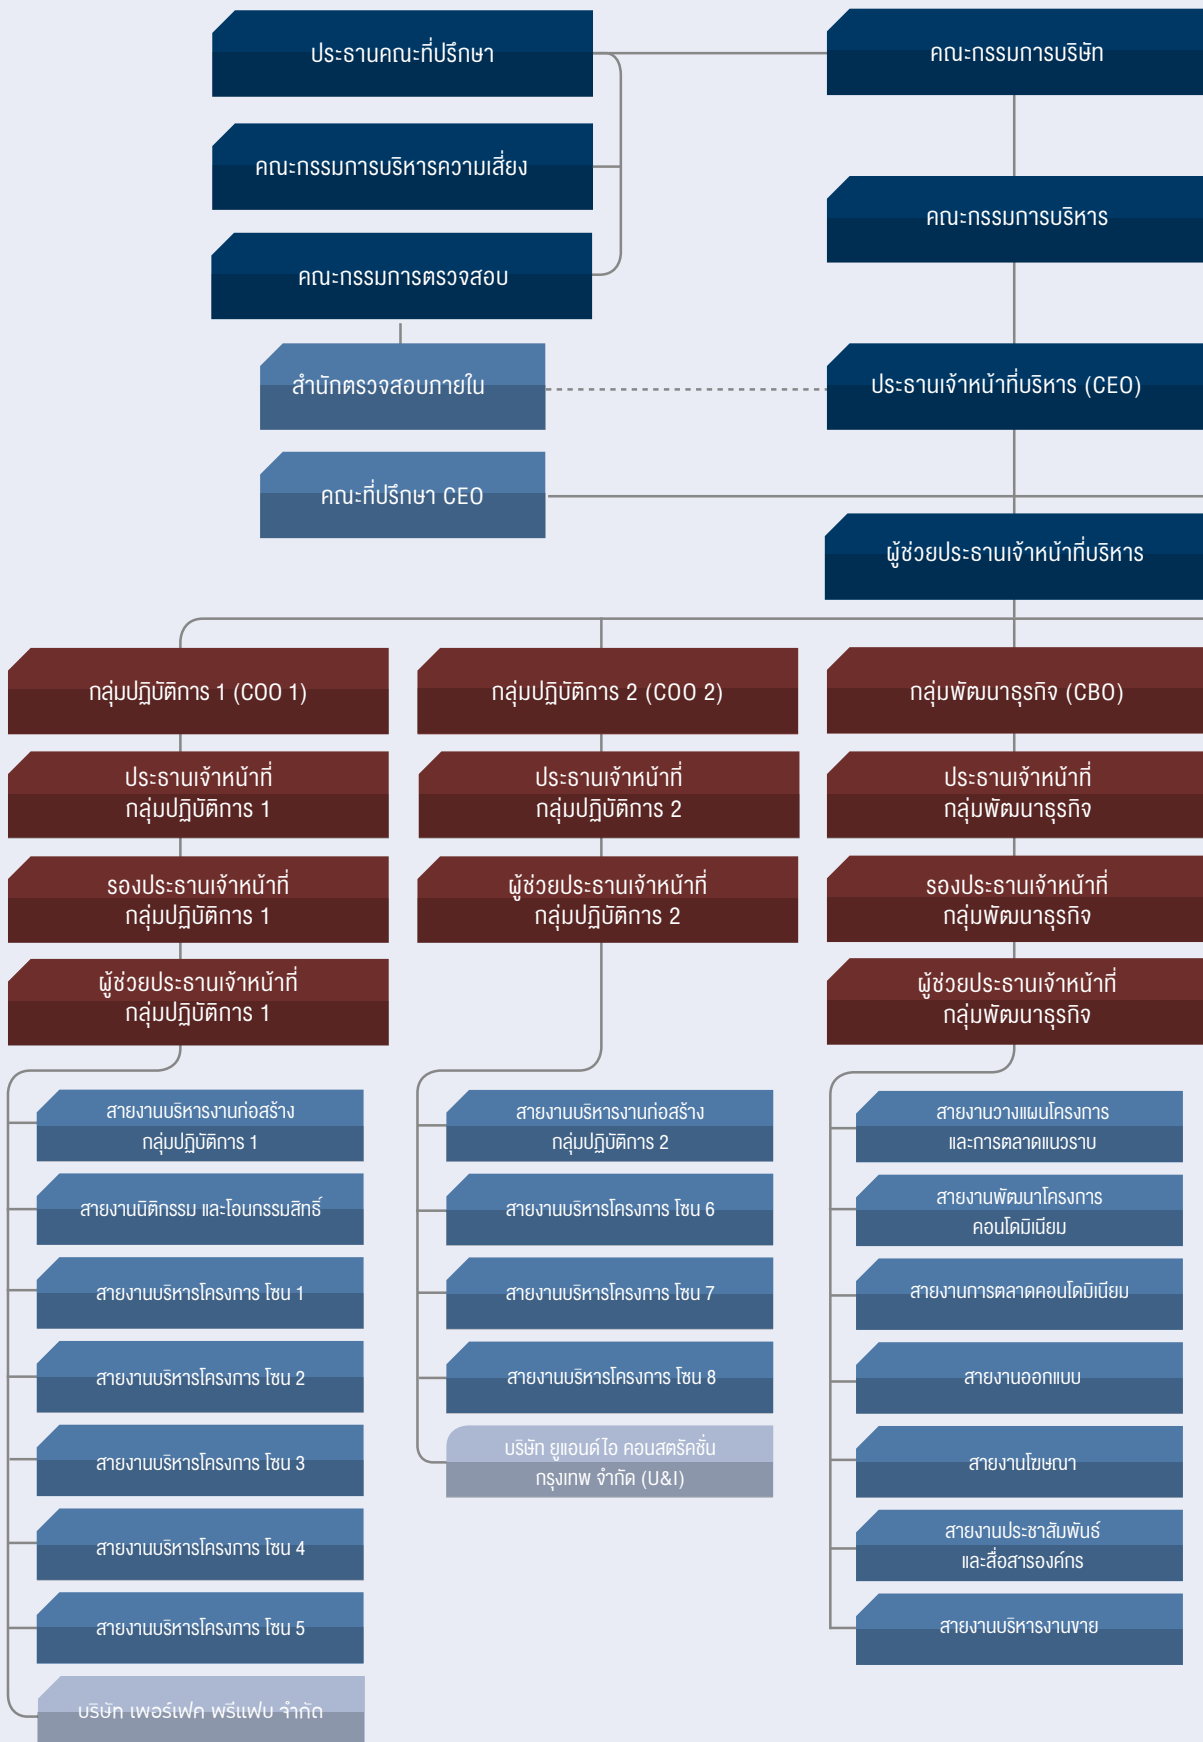 ประธานคณะที่ปรึกษา
คณะกรรมการบริษัท
คณะกรรมการบริหารความเสี่ยง
คณะกรรมการบริหาร
คณะกรรมการตรวจสอบ
สำนักตรวจสอบภายใน
ประธานเจ้าหน้าที่บริหาร (CEO)
คณะที่ปรึกษา CEO
ผู้ช่วยประธานเจ้าหน้าที่บริหาร
กลุ่มปฏิบัติการ 1 (COO 1)
ประธานเจ้าหน้าที่
กลุ่มปฏิบัติการ 1
รองประธานเจ้าหน้าที่
กลุ่มปฏิบัติการ 1
ผู้ช่วยประธานเจ้าหน้าที่
กลุ่มปฏิบัติการ 1
สายงานบริหารงานก่อสร้าง
กลุ่มปฏิบัติการ 1
สายงานนิติกรรม และโอนกรรมสิทธิ์
สายงานบริหารโครงการ โซน 1
สายงานบริหารโครงการ โซน 2
สายงานบริหารโครงการ โซน 3
สายงานบริหารโครงการ โซน 4
สายงานบริหารโครงการ โซน 5
บริษัท เพอร์เฟค พรีแฟบ จำกัด
กลุ่มปฏิบัติการ 2 (COO 2)
ประธานเจ้าหน้าที่
กลุ่มปฏิบัติการ 2
ผู้ช่วยประธานเจ้าหน้าที่
กลุ่มปฏิบัติการ 2
สายงานบริหารงานก่อสร้าง
กลุ่มปฏิบัติการ 2
สายงานบริหารโครงการ โซน 6
สายงานบริหารโครงการ โซน 7
สายงานบริหารโครงการ โซน 8
บริษัท ยูแอนด์ไอ คอนสตรัคชั่น
กรุงเทพ จำกัด (U&I)
กลุ่มพัฒนาธุรกิจ (CBO)
ประธานเจ้าหน้าที่
กลุ่มพัฒนาธุรกิจ
รองประธานเจ้าหน้าที่
กลุ่มพัฒนาธุรกิจ
ผู้ช่วยประธานเจ้าหน้าที่
กลุ่มพัฒนาธุรกิจ
สายงานวางแผนโครงการ
และการตลาดแนวราบ
สายงานพัฒนาโครงการ
คอนโดมิเนียม
สายงานการตลาดคอนโดมิเนียม
สายงานออกแบบ
สายงานโฆษณา
สายงานประชาสัมพันธ์
และสื่อสารองค์กร
สายงานบริหารงานขาย